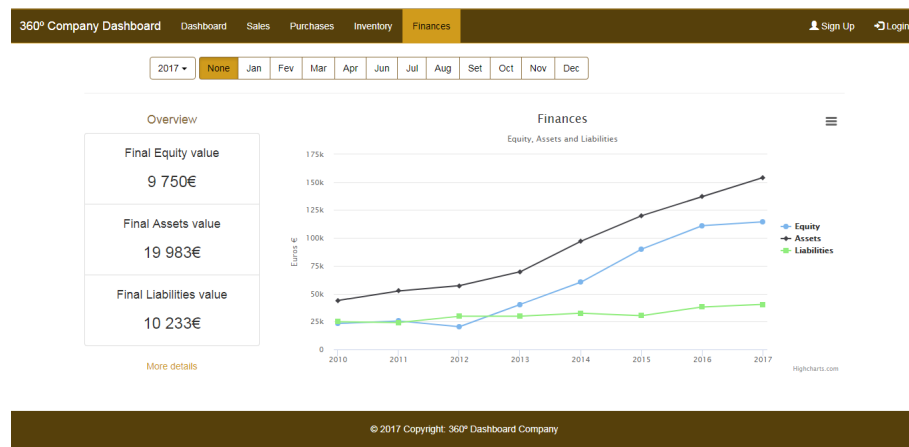 360º Company Dashboard Dashboard Sales Purchases Inventory Finances Sign Up Login
2017 None Jan Fev Mar Apr Jun Jul Aug Set Oct Nov Dec
Overview
Final Equity value
9 750€
Final Assets value
19 983€
Final Liabilities value
10 233€
More details
Finances
Equity, Assets and Liabilities
175k
150k
125k
100k
75k
50k
25k
0
Euros €
2010 2011 2012 2013 2014 2015 2016 2017
Equity
Assets
Liabilities
Highcharts.com
© 2017 Copyright: 360º Dashboard Company